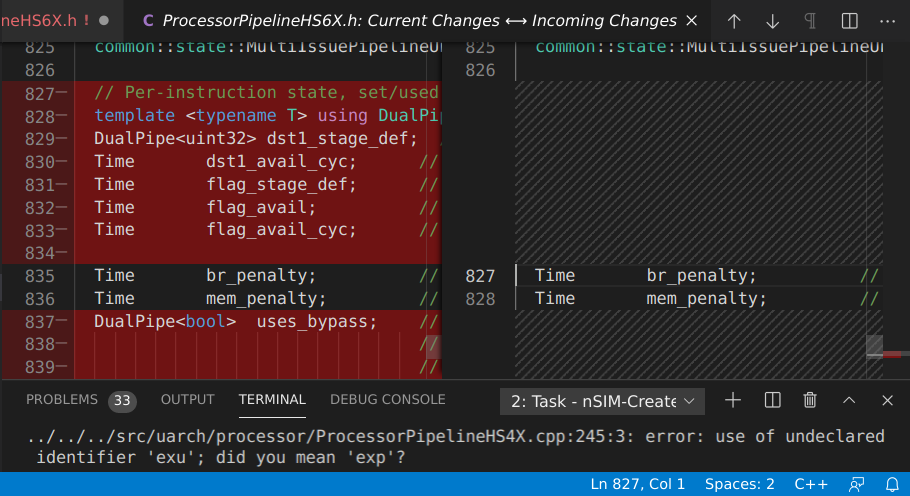 neHS6X.h ! ●
C ProcessorPipelineHS6X.h: Current Changes ⟷ Incoming Changes ×
825 common::state::MultiIssuePipelineU
826
827— // Per-instruction state, set/used
828— template <typename T> using DualPi
829— DualPipe<uint32> dst1_stage_def;
830— Time dst1_avail_cyc; //
831— Time flag_stage_def; //
832— Time flag_avail; //
833— Time flag_avail_cyc; //
834—
835 Time br_penalty; //
836 Time mem_penalty; //
837— DualPipe<bool> uses_bypass; //
838— //
839— //
825 common::state::MultiIssuePipelineU
826
827 Time br_penalty; //
828 Time mem_penalty; //
PROBLEMS 33 OUTPUT TERMINAL DEBUG CONSOLE 2: Task - nSIM-Create
../../../src/uarch/processor/ProcessorPipelineHS4X.cpp:245:3: error: use of undeclared
identifier 'exu'; did you mean 'exp'?
Ln 827, Col 1 Spaces: 2 C++